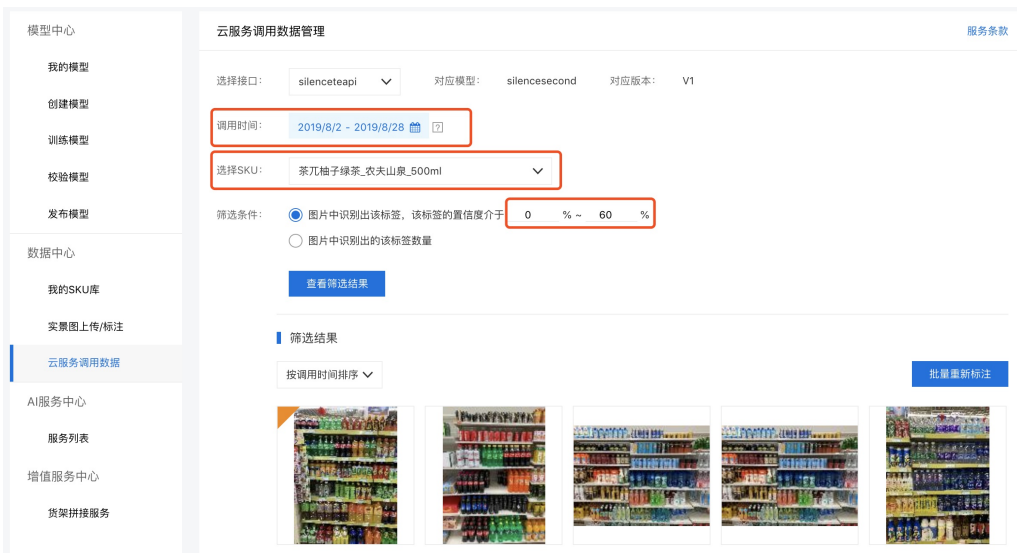 模型中心
我的模型
创建模型
训练模型
校验模型
发布模型
数据中心
我的SKU库
实景图上传/标注
云服务调用数据
AI服务中心
服务列表
增值服务中心
货架拼接服务
云服务调用数据管理 服务条款
选择接口: silenceteapi 对应模型: silencesecond 对应版本: V1
调用时间: 2019/8/2 - 2019/8/28 ?
选择SKU: 茶兀柚子绿茶_农夫山泉_500ml
筛选条件: 图片中识别出该标签，该标签的置信度介于 0 % ~ 60 %
图片中识别出的该标签数量
查看筛选结果
筛选结果
按调用时间排序 批量重新标注